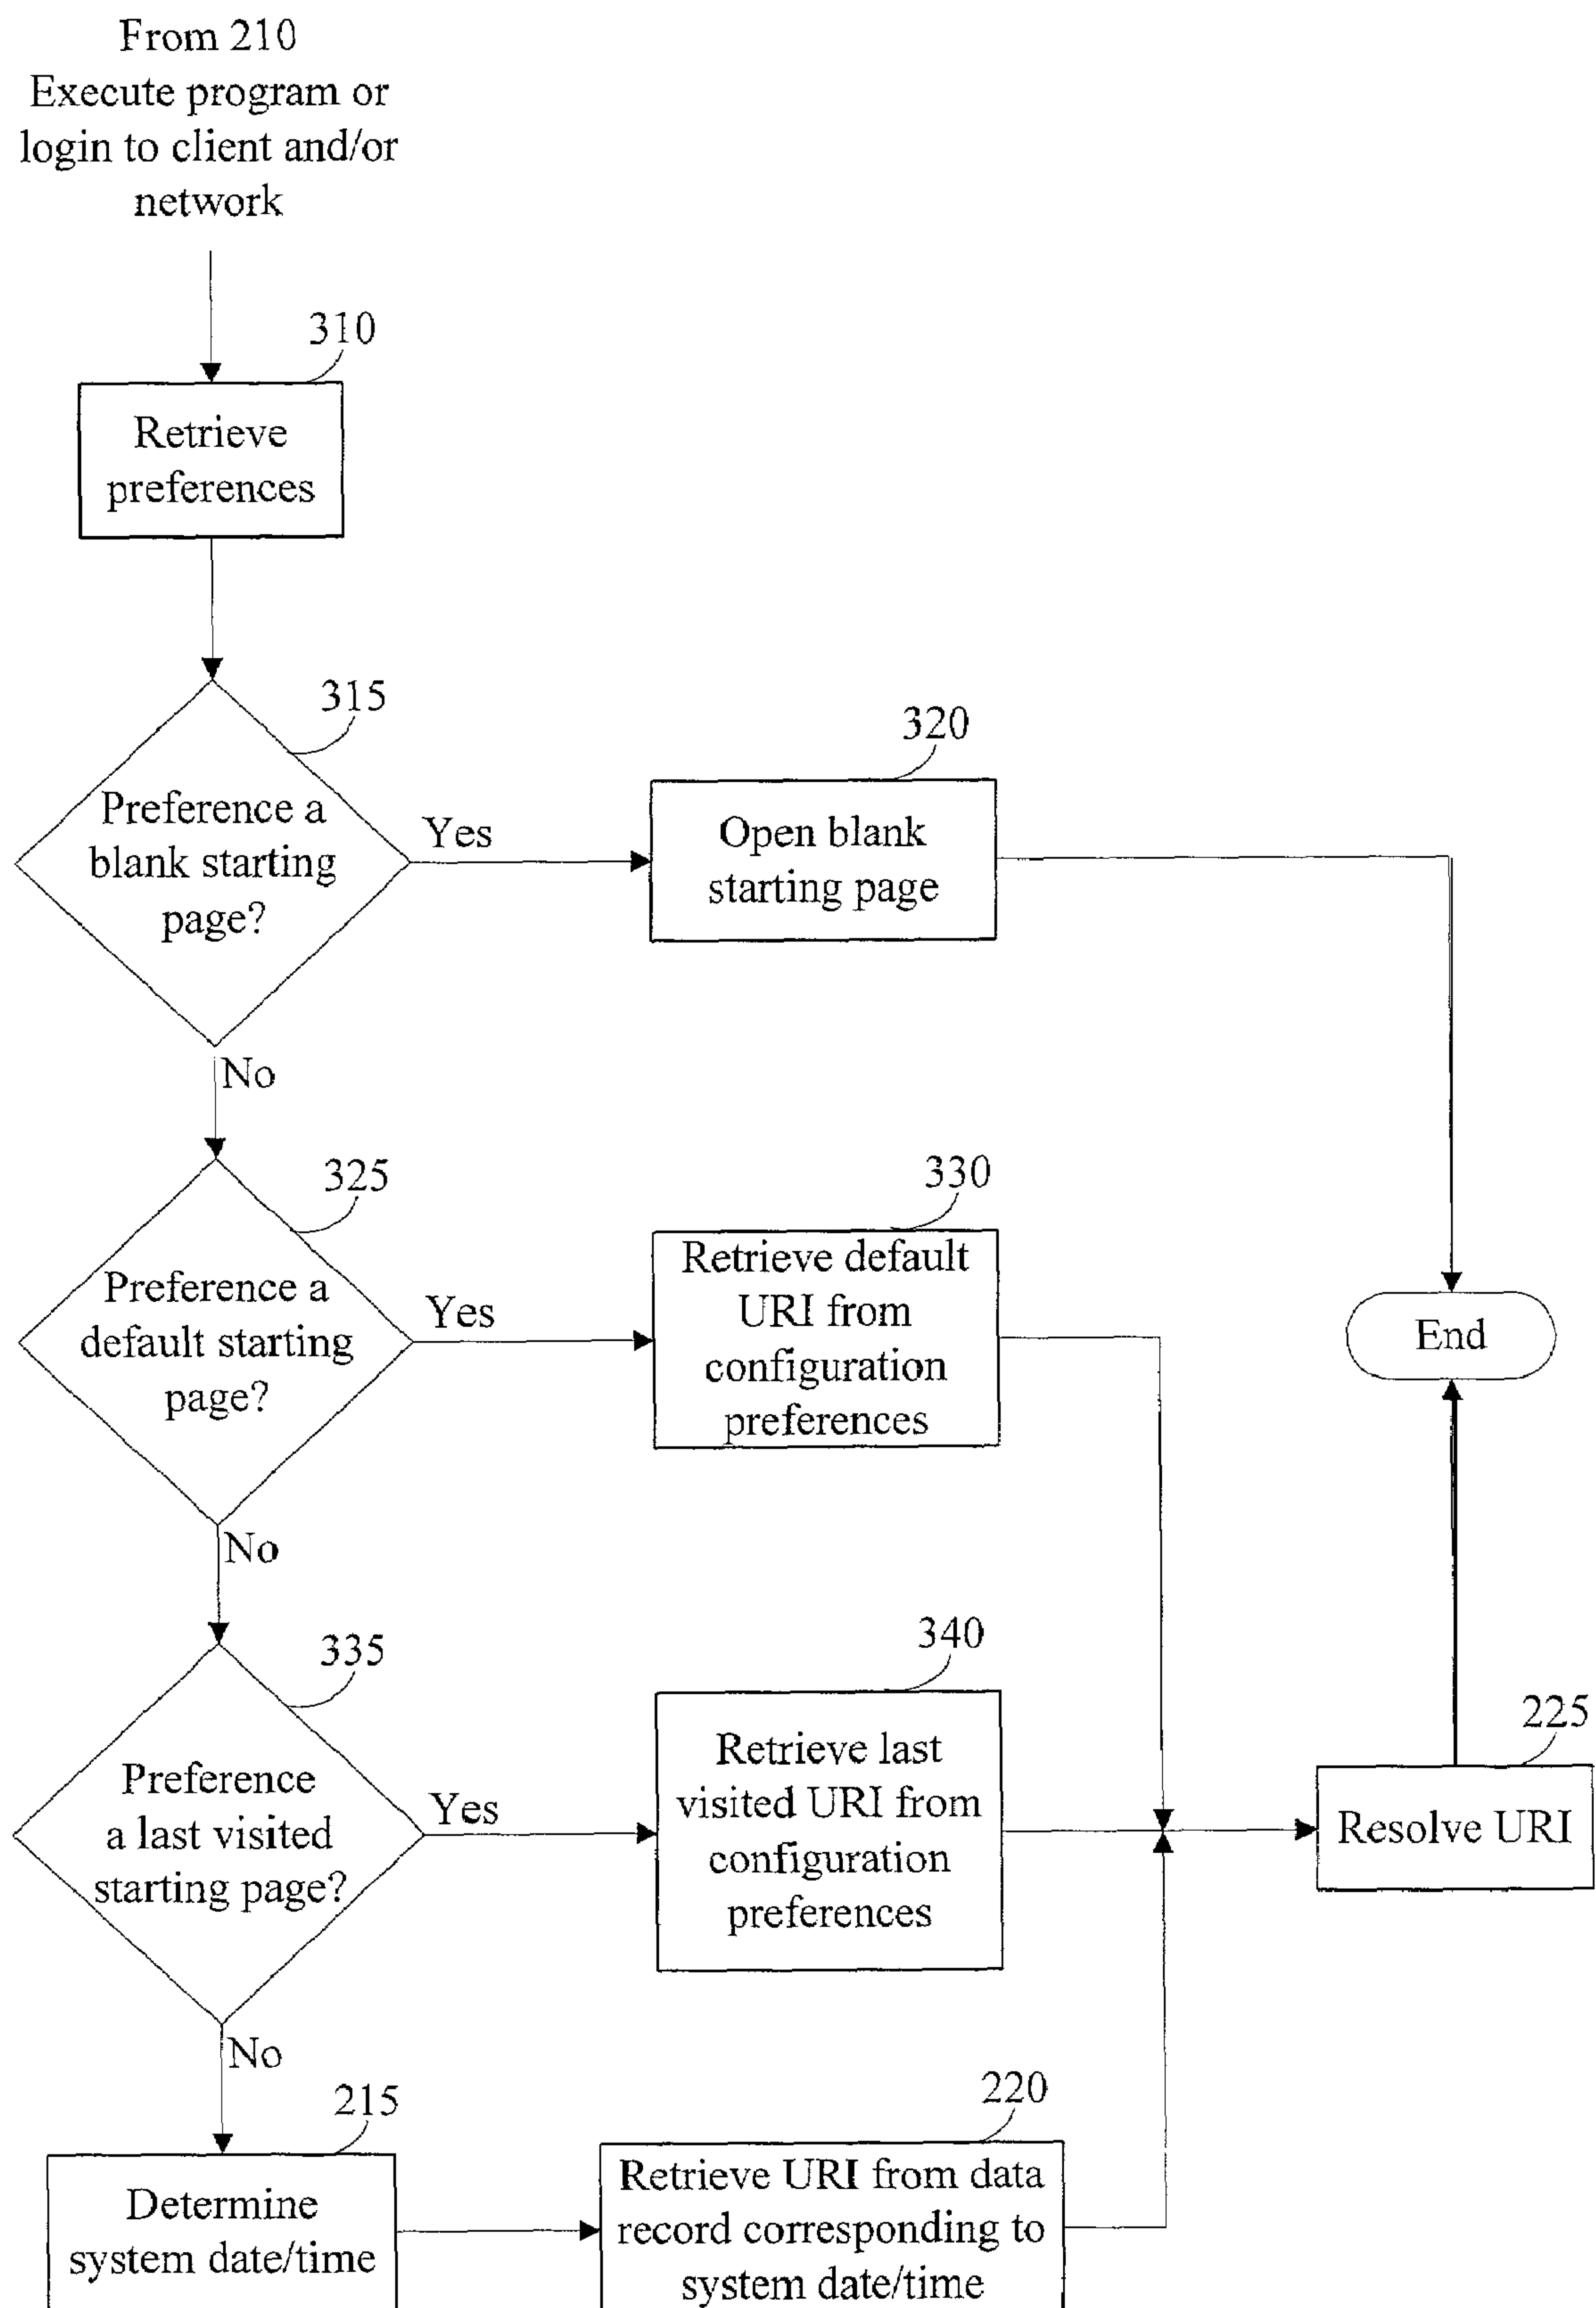 From 210
Execute program or
login to client and/or
network
310
Retrieve
preferences
315
Preference a
blank starting
page?
Yes
320
Open blank
starting page
No
325
Preference a
default starting
page?
Yes
330
Retrieve default
URI from
configuration
preferences
End
No
335
Preference
a last visited
starting page?
Yes
340
Retrieve last
visited URI from
configuration
preferences
225
Resolve URI
No
215
Determine
system date/time
220
Retrieve URI from data
record corresponding to
system date/time